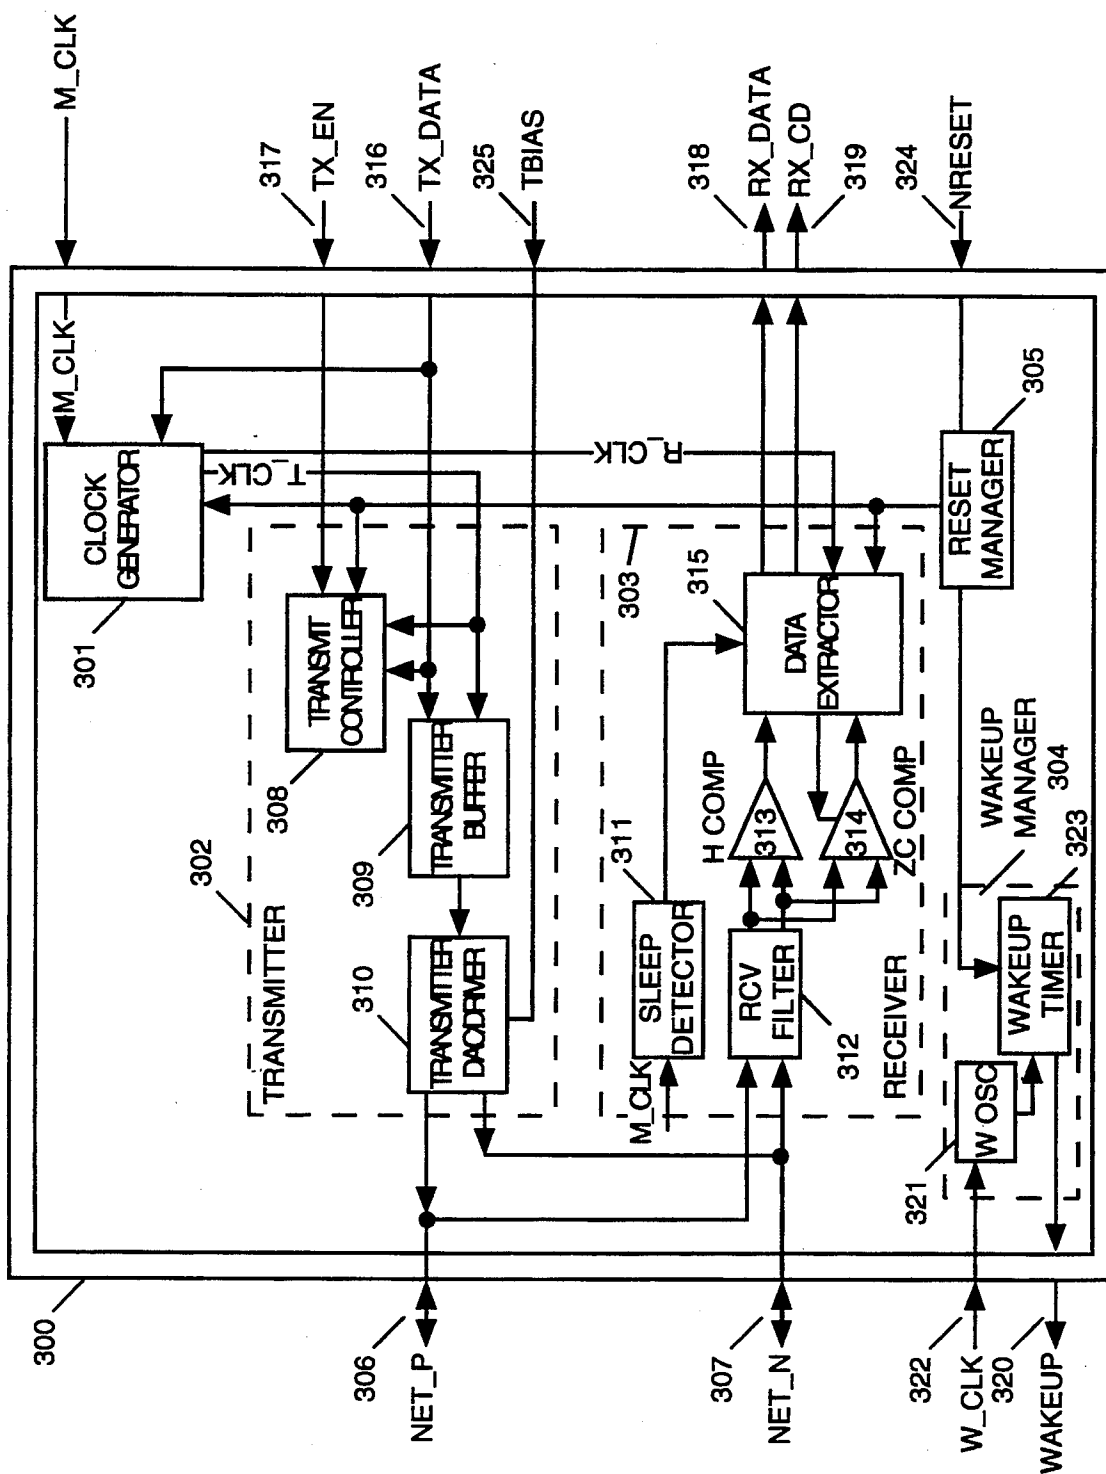 300
306
NET_P
307
NET_N
322
W_CLK
320
WAKEUP
M_CLK
317
TX_EN
316
TX_DATA
325
TBIAS
318
RX_DATA
RX_CD
319
324
NRESET
M_CLK
CLOCK
GENERATOR
301
T_CLK
R_CLK
302
TRANSMITTER
TRANSMIT
CONTROLLER
308
TRANSMITTER
BUFFER
309
TRANSMITTER
DAC/DRIVER
310
303
315
DATA
EXTRACTOR
H COMP
313
314
ZC COMP
311
SLEEP
DETECTOR
M_CLK
RCV
FILTER
312
RECEIVER
305
RESET
MANAGER
WAKEUP
MANAGER
304
323
WAKEUP
TIMER
W OSC
321